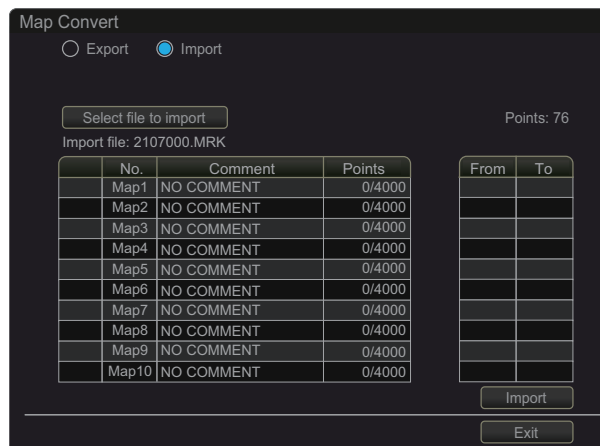 Map Convert
Export Import
Select file to import Points: 76
Import file: 2107000.MRK
No. Comment Points From To
Map1 NO COMMENT 0/4000
Map2 NO COMMENT 0/4000
Map3 NO COMMENT 0/4000
Map4 NO COMMENT 0/4000
Map5 NO COMMENT 0/4000
Map6 NO COMMENT 0/4000
Map7 NO COMMENT 0/4000
Map8 NO COMMENT 0/4000
Map9 NO COMMENT 0/4000
Map10 NO COMMENT 0/4000
Import
Exit